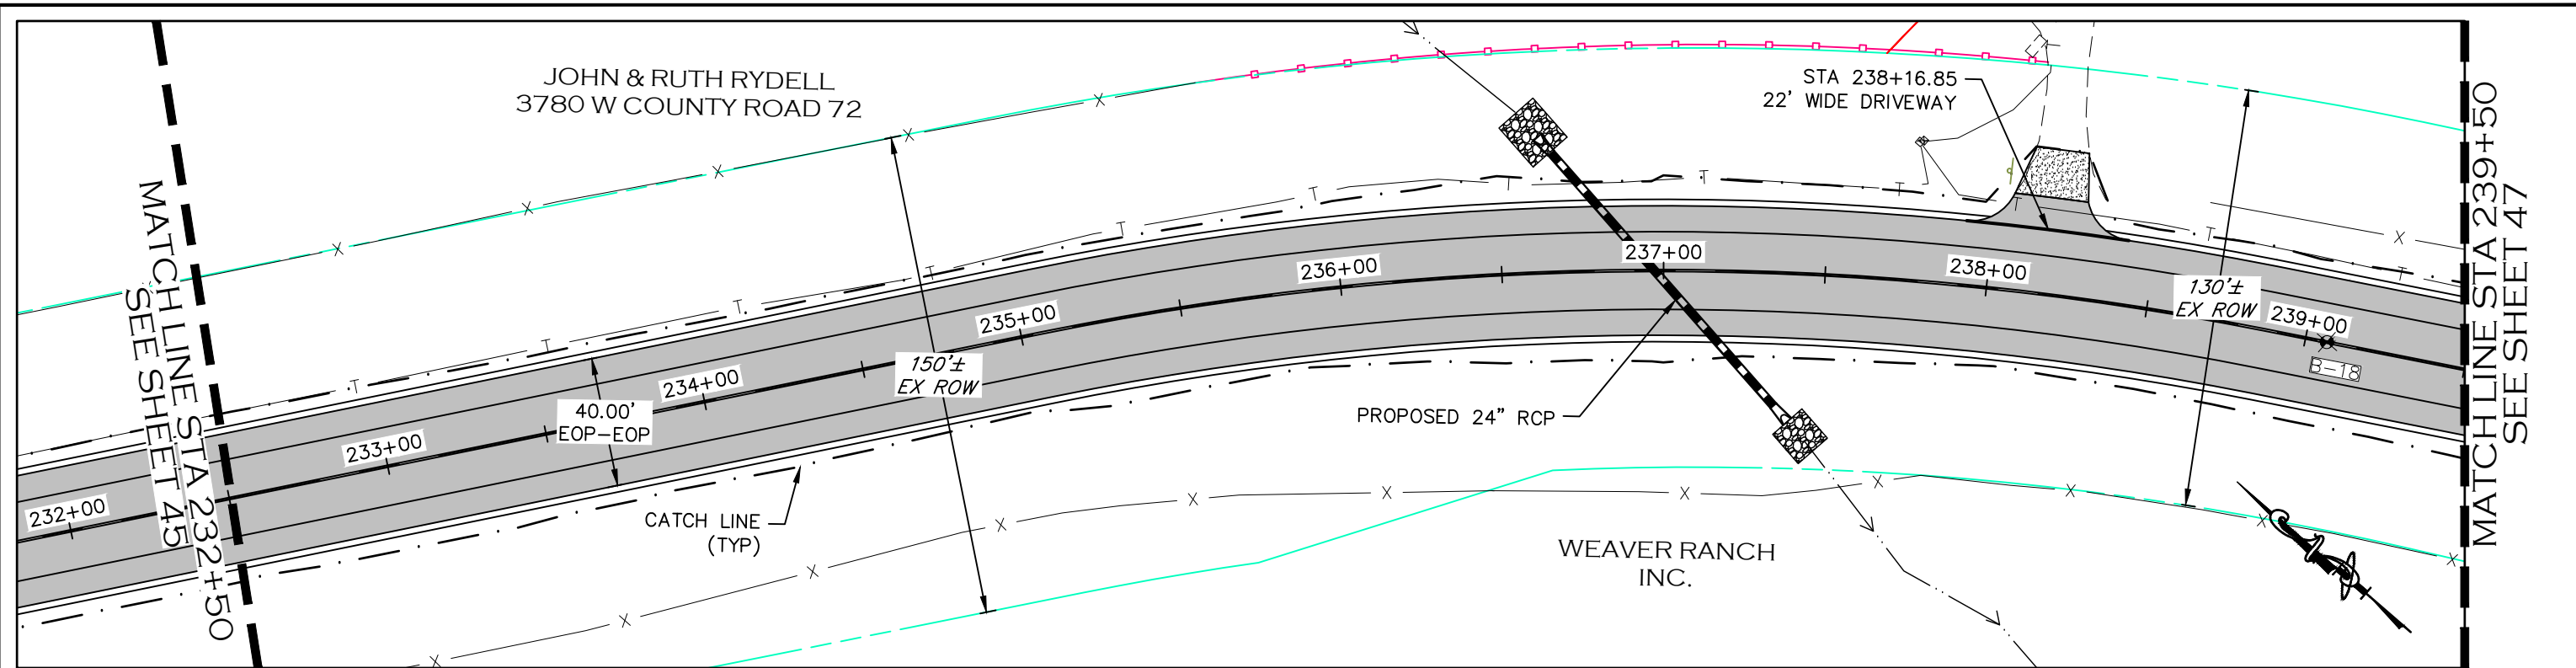 JOHN & RUTH RYDELL
3780 W COUNTY ROAD 72
STA 238+16.85
22' WIDE DRIVEWAY
MATCH LINE STA 232+50
SEE SHEET 45
232+00
233+00
234+00
235+00
236+00
237+00
238+00
239+00
40.00'
EOP-EOP
150'±
EX ROW
130'±
EX ROW
B-18
PROPOSED 24" RCP
CATCH LINE
(TYP)
WEAVER RANCH
INC.
MATCH LINE STA 239+50
SEE SHEET 47